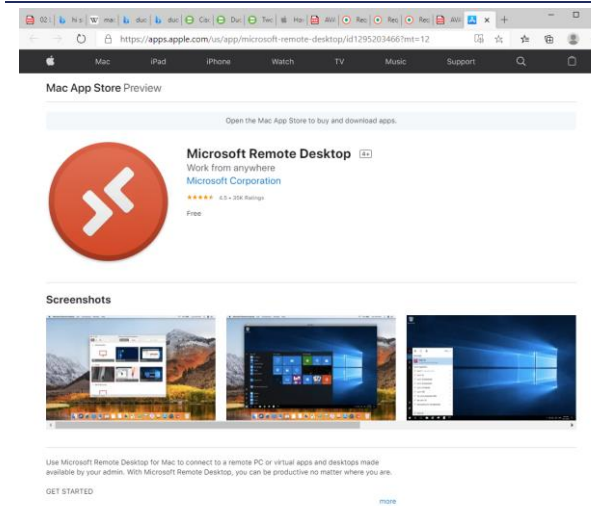 https://apps.apple.com/us/app/microsoft-remote-desktop/id1295203466?mt=12
Mac iPad iPhone Watch TV Music Support
Mac App Store Preview
Open the Mac App Store to buy and download apps.
Microsoft Remote Desktop 4+
Work from anywhere
Microsoft Corporation
4.5 • 35K Ratings
Free
Screenshots
Use Microsoft Remote Desktop for Mac to connect to a remote PC or virtual apps and desktops made
available by your admin. With Microsoft Remote Desktop, you can be productive no matter where you are.
GET STARTED
more